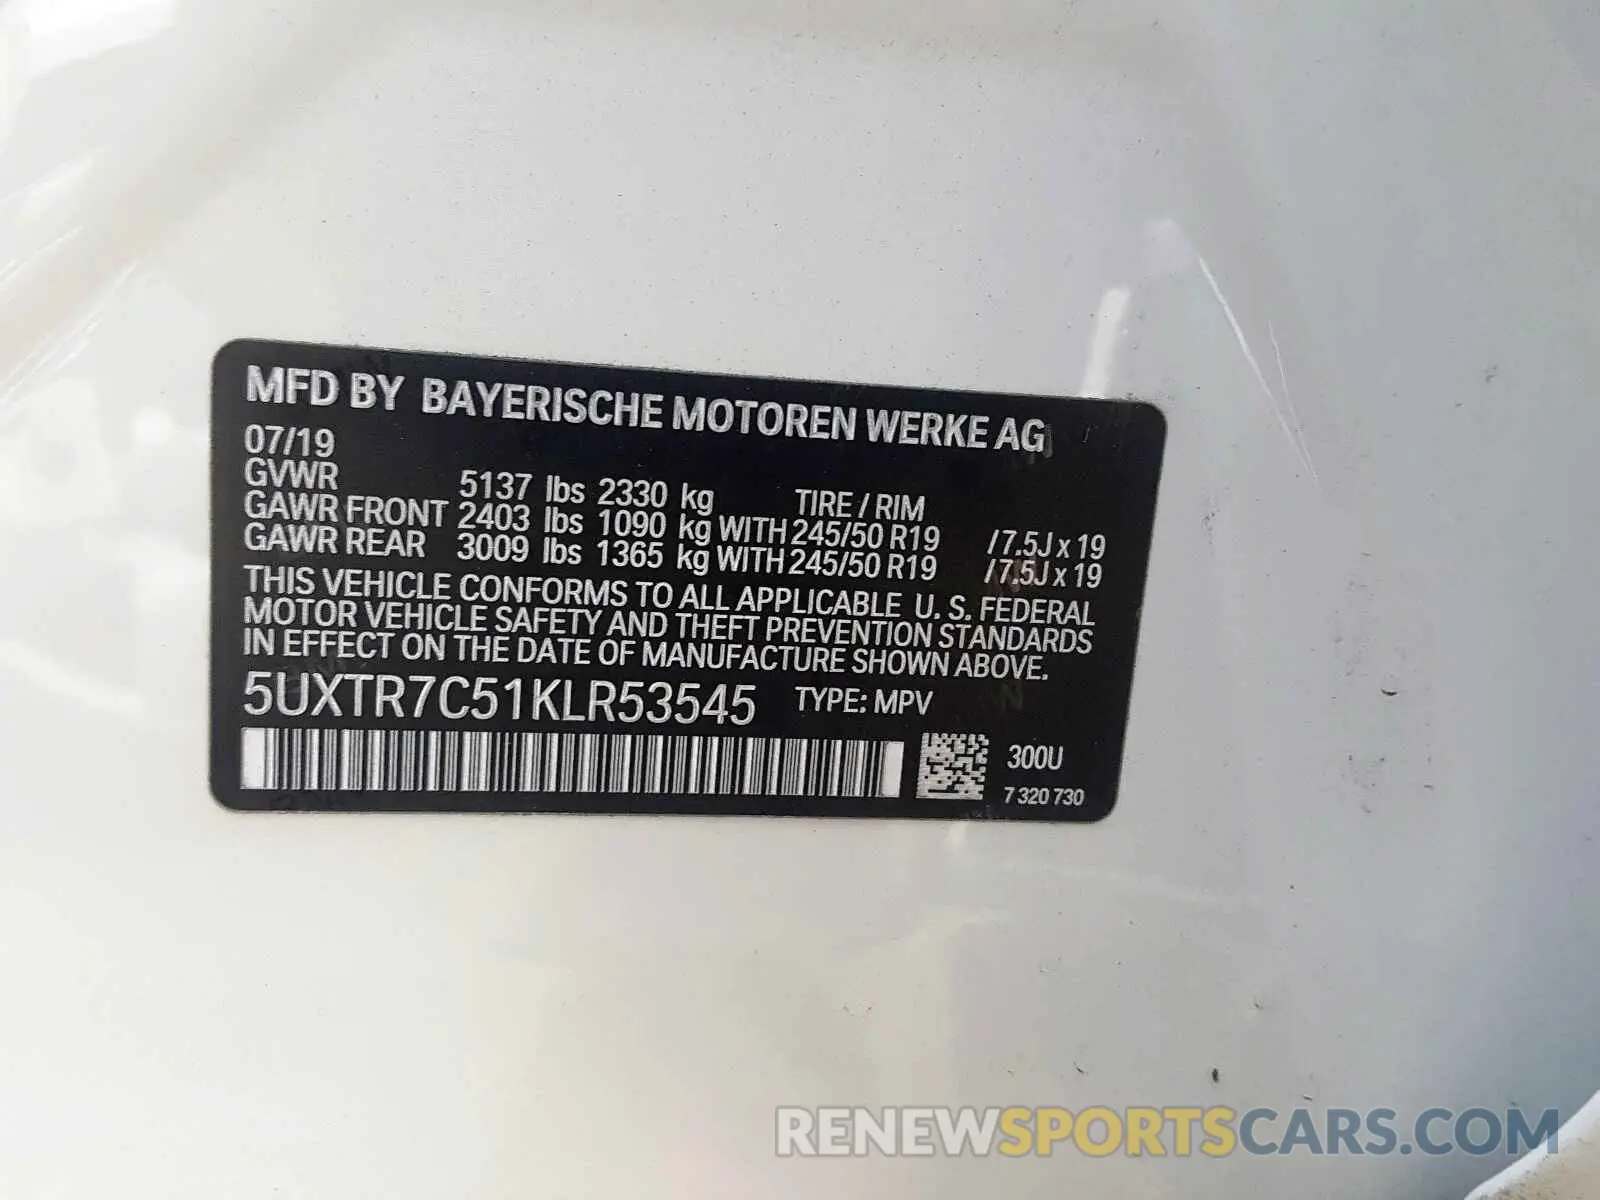 MFD BY BAYERISCHE MOTOREN WERKE AG
07/19
GVWR 5137 lbs 2330 kg TIRE / RIM
GAWR FRONT 2403 lbs 1090 kg WITH 245/50 R19 / 7.5J x 19
GAWR REAR 3009 lbs 1365 kg WITH 245/50 R19 / 7.5J x 19
THIS VEHICLE CONFORMS TO ALL APPLICABLE U. S. FEDERAL
MOTOR VEHICLE SAFETY AND THEFT PREVENTION STANDARDS
IN EFFECT ON THE DATE OF MANUFACTURE SHOWN ABOVE.
5UXTR7C51KLR53545 TYPE: MPV
300U
7 320 730
RENEWSPORTSCARS.COM